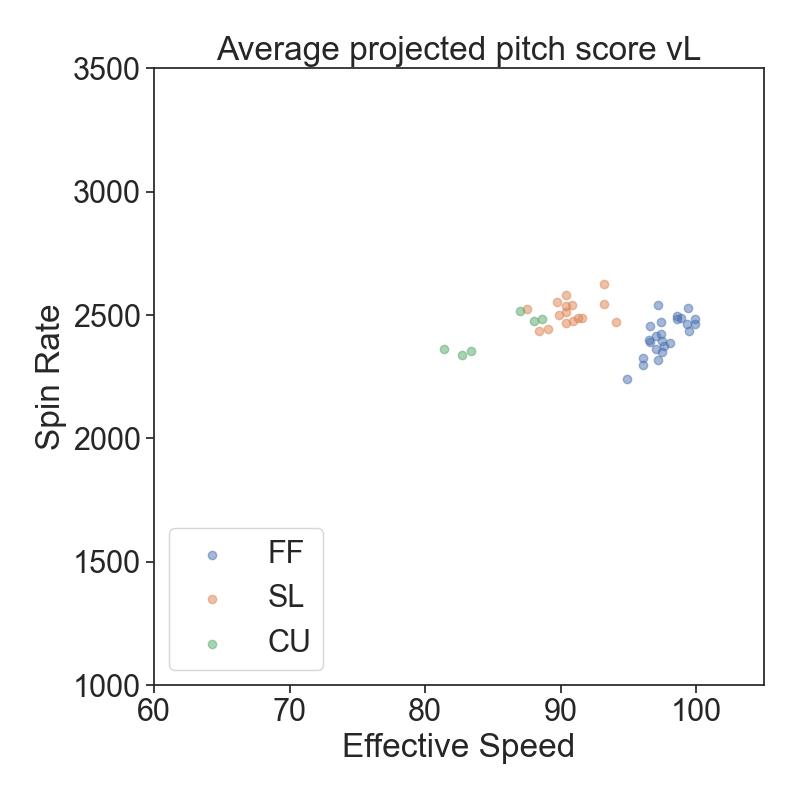 Average projected pitch score vL
3500
3000
2500
2000
1500
1000
Spin Rate
FF
SL
CU
60 70 80 90 100
Effective Speed